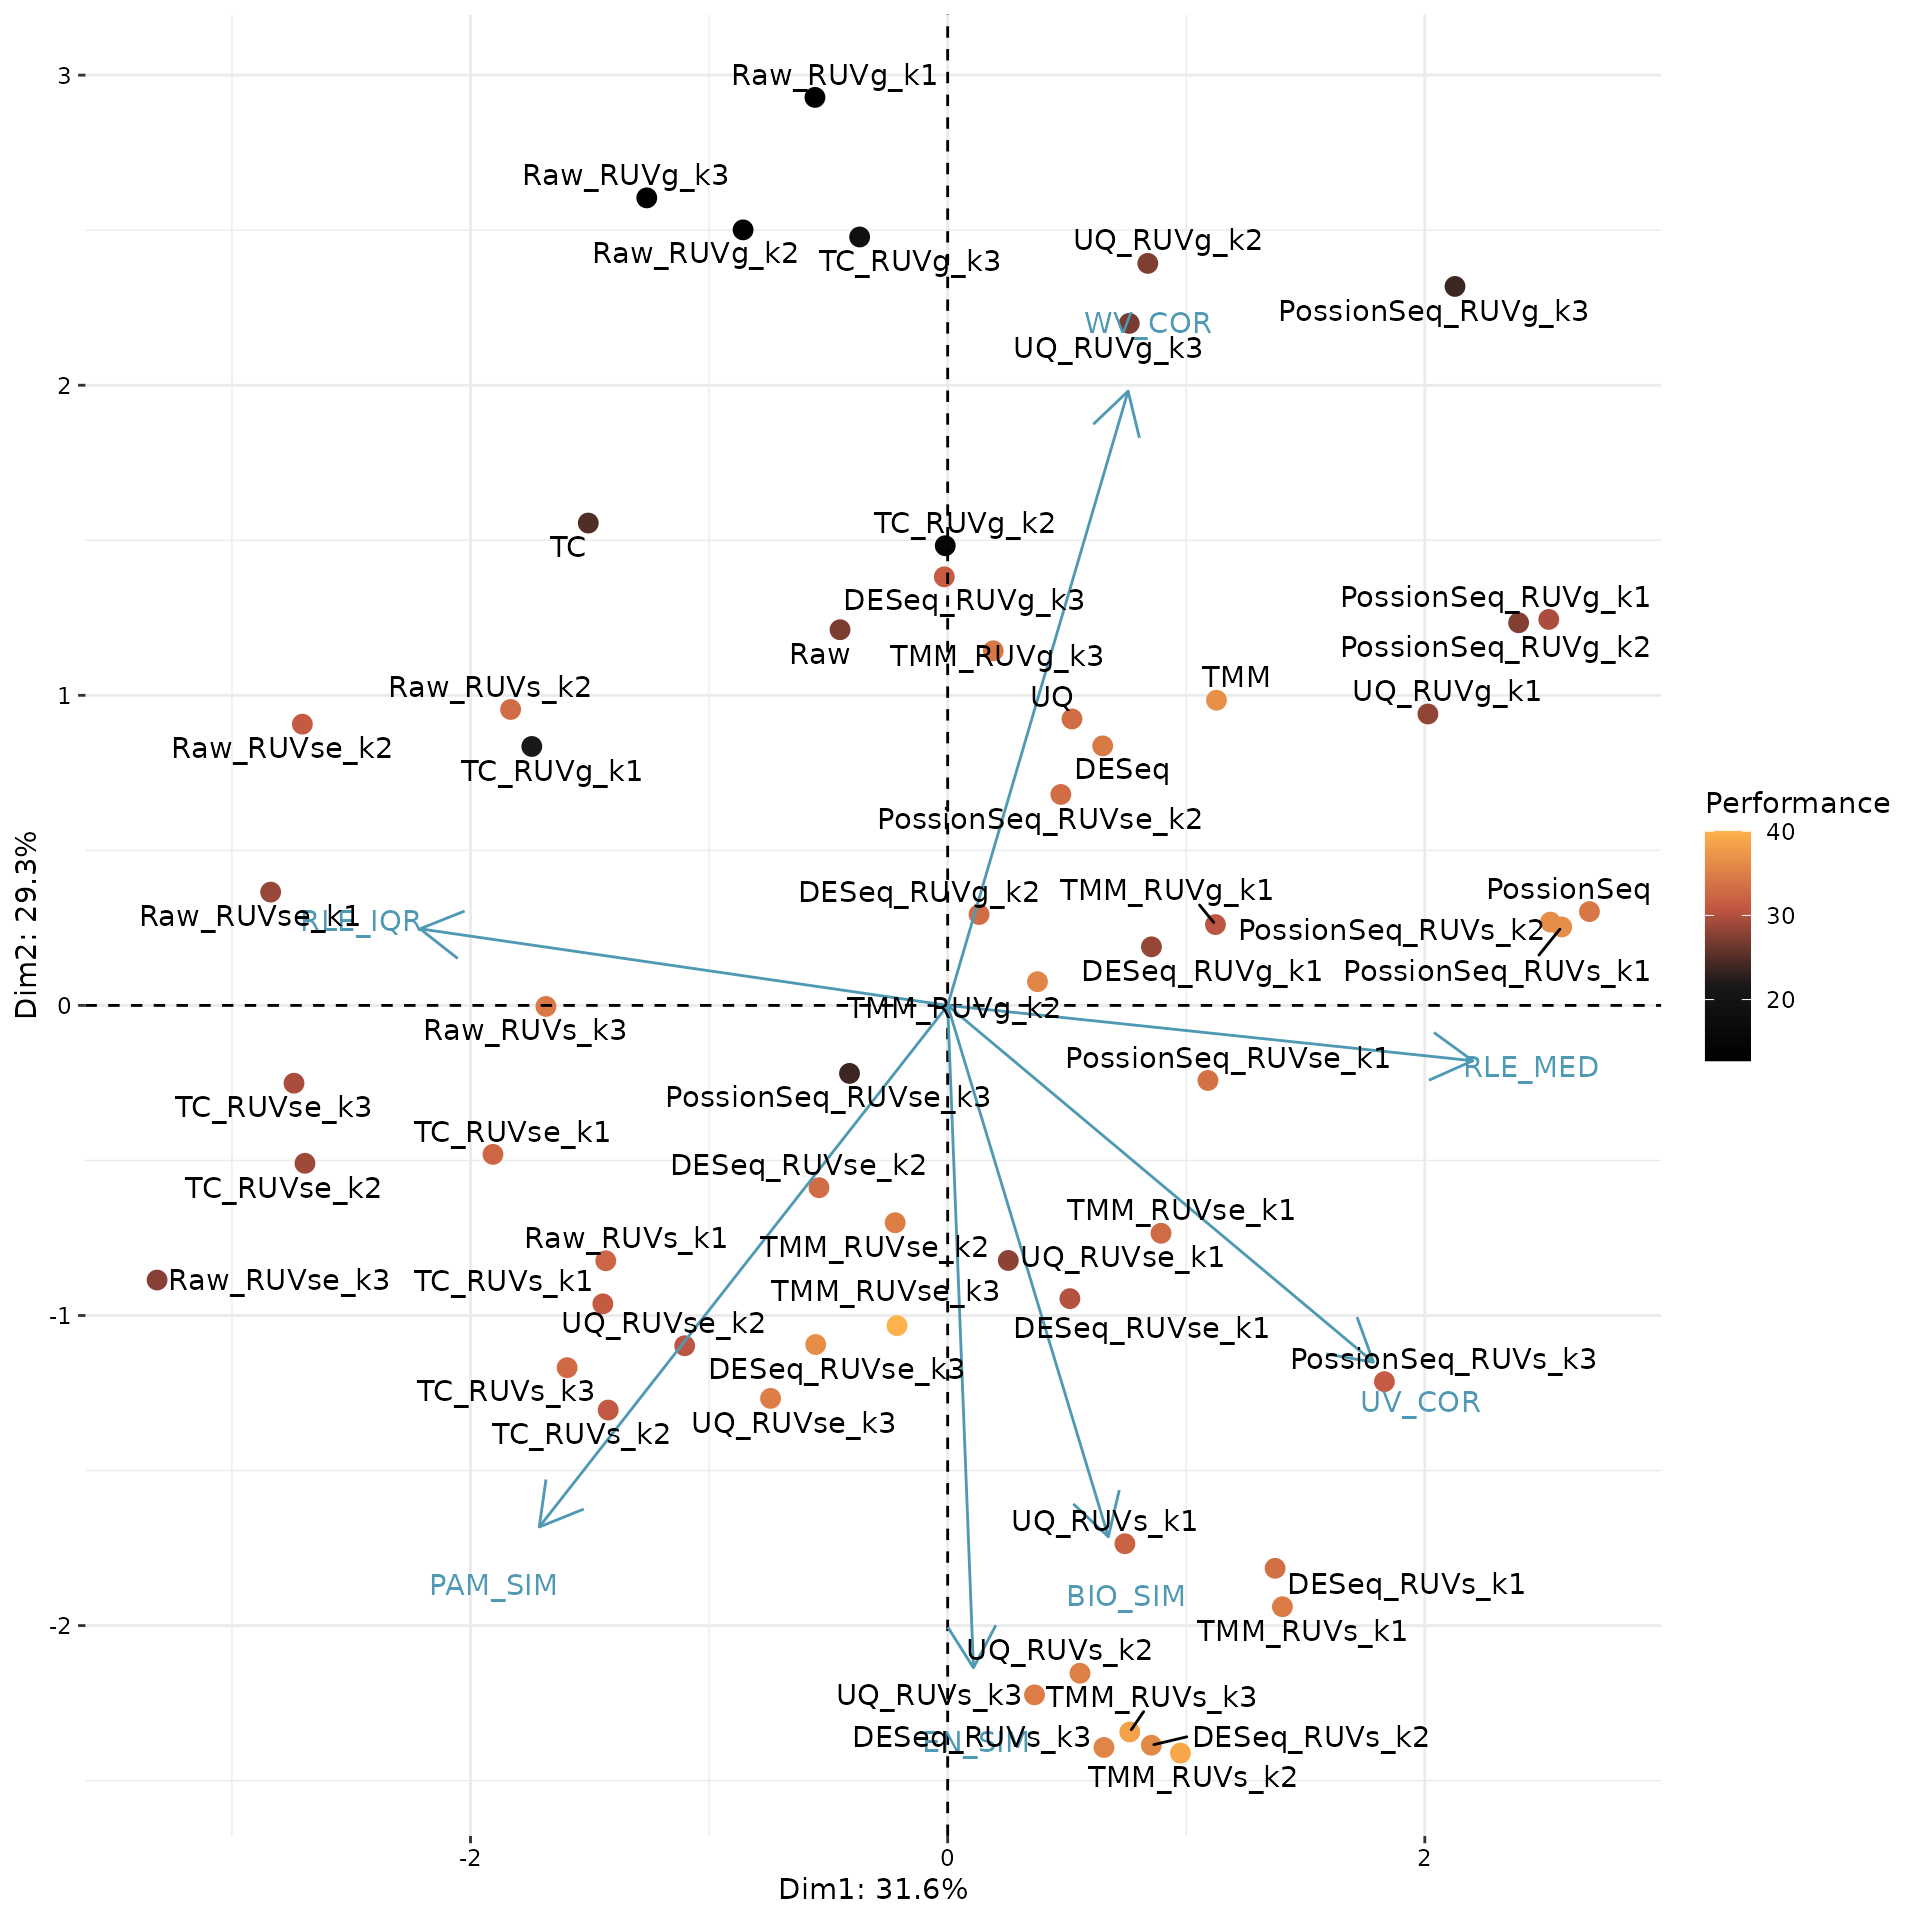 3
2
1
0
-1
-2
Dim2: 29.3%
Raw_RUVg_k1
Raw_RUVg_k3
Raw_RUVg_k2
TC_RUVg_k3
UQ_RUVg_k2
PossionSeq_RUVg_k3
WV_COR
UQ_RUVg_k3
TC_RUVg_k2
TC
DESeq_RUVg_k3
PossionSeq_RUVg_k1
Raw
TMM_RUVg_k3
PossionSeq_RUVg_k2
TMM
Raw_RUVs_k2
UQ
UQ_RUVg_k1
Raw_RUVse_k2
TC_RUVg_k1
DESeq
PossionSeq_RUVse_k2
DESeq_RUVg_k2
TMM_RUVg_k1
PossionSeq
Raw_RUVse_k1
RLE_IQR
PossionSeq_RUVs_k2
DESeq_RUVg_k1
PossionSeq_RUVs_k1
TMM_RUVg_k2
Raw_RUVs_k3
PossionSeq_RUVse_k1
RLE_MED
PossionSeq_RUVse_k3
TC_RUVse_k3
TC_RUVse_k1
DESeq_RUVse_k2
TC_RUVse_k2
TMM_RUVse_k1
Raw_RUVs_k1
TMM_RUVse_k2
UQ_RUVse_k1
Raw_RUVse_k3
TC_RUVs_k1
TMM_RUVse_k3
UQ_RUVse_k2
DESeq_RUVse_k1
DESeq_RUVse_k3
PossionSeq_RUVs_k3
TC_RUVs_k3
UV_COR
UQ_RUVse_k3
TC_RUVs_k2
UQ_RUVs_k1
PAM_SIM
BIO_SIM
DESeq_RUVs_k1
TMM_RUVs_k1
UQ_RUVs_k2
UQ_RUVs_k3
TMM_RUVs_k3
DESeq_RUVs_k3
EN_SIM
DESeq_RUVs_k2
TMM_RUVs_k2
-2
0
2
Dim1: 31.6%
Performance
40
30
20